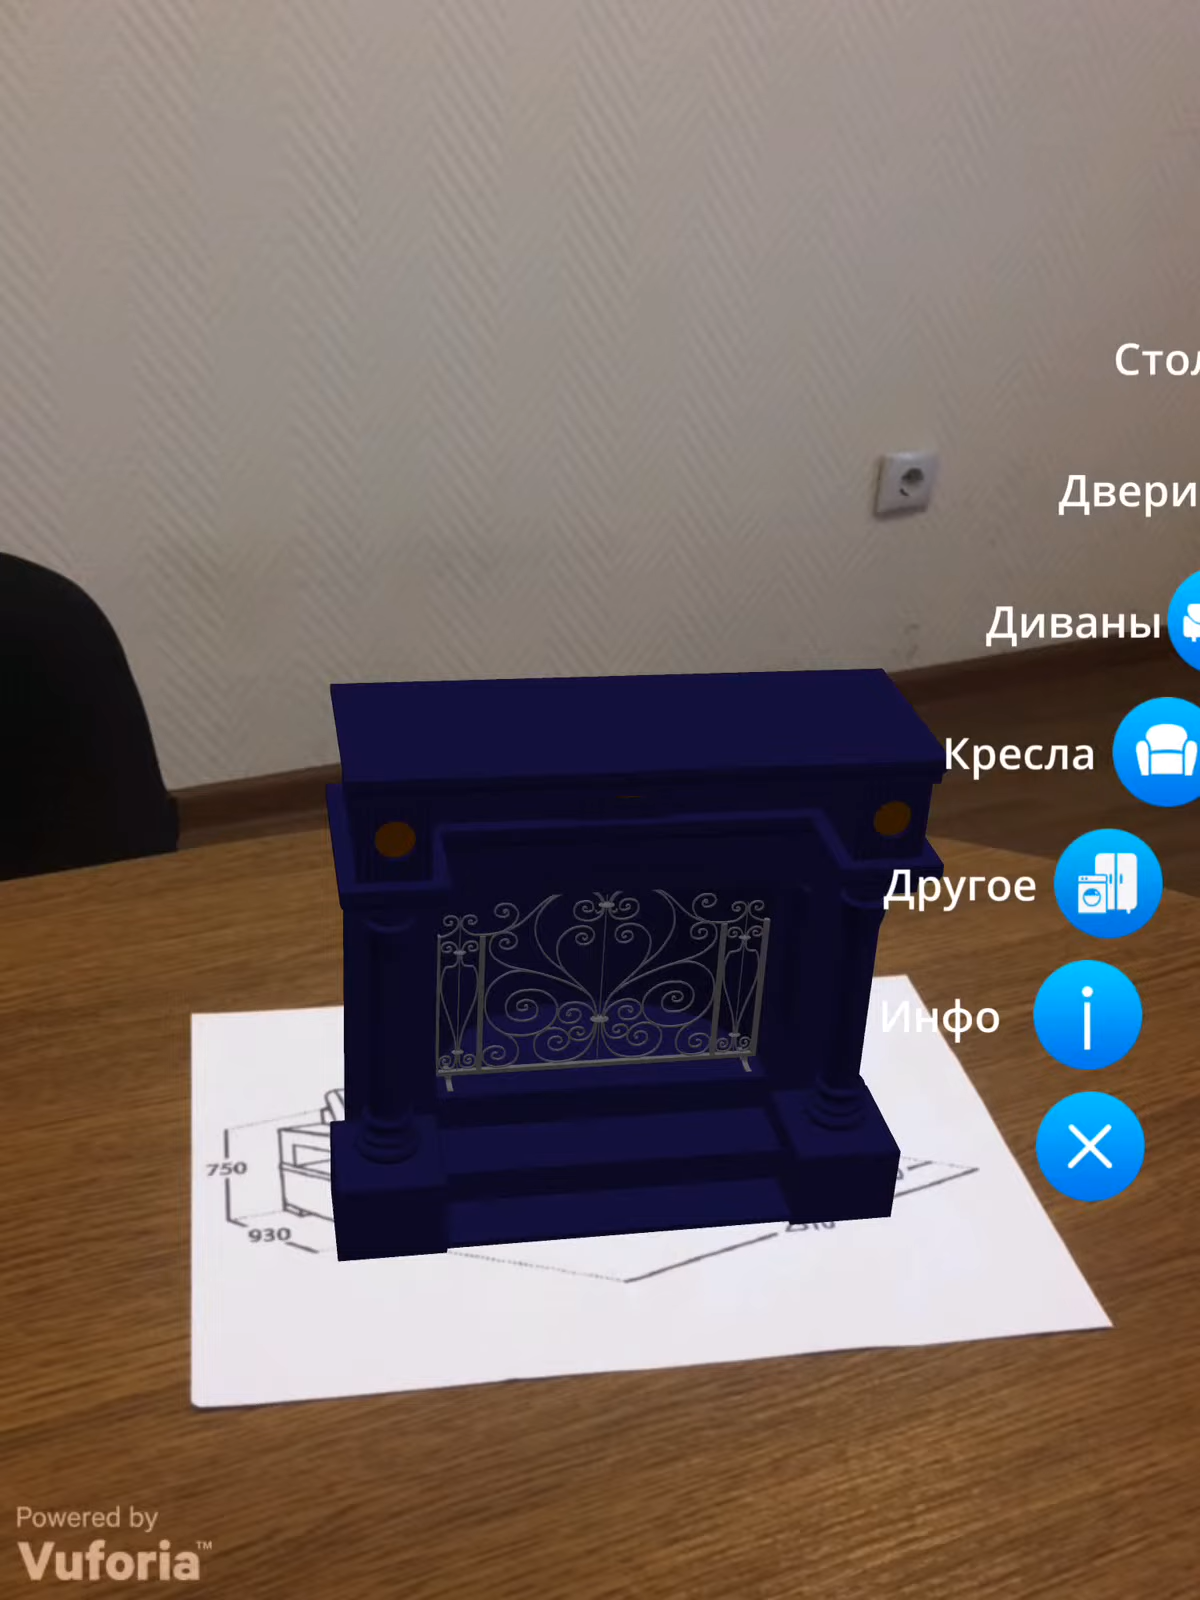 Двери
Диваны
Кресла
Другое
Инфо
750
930
Powered by
Vuforia™